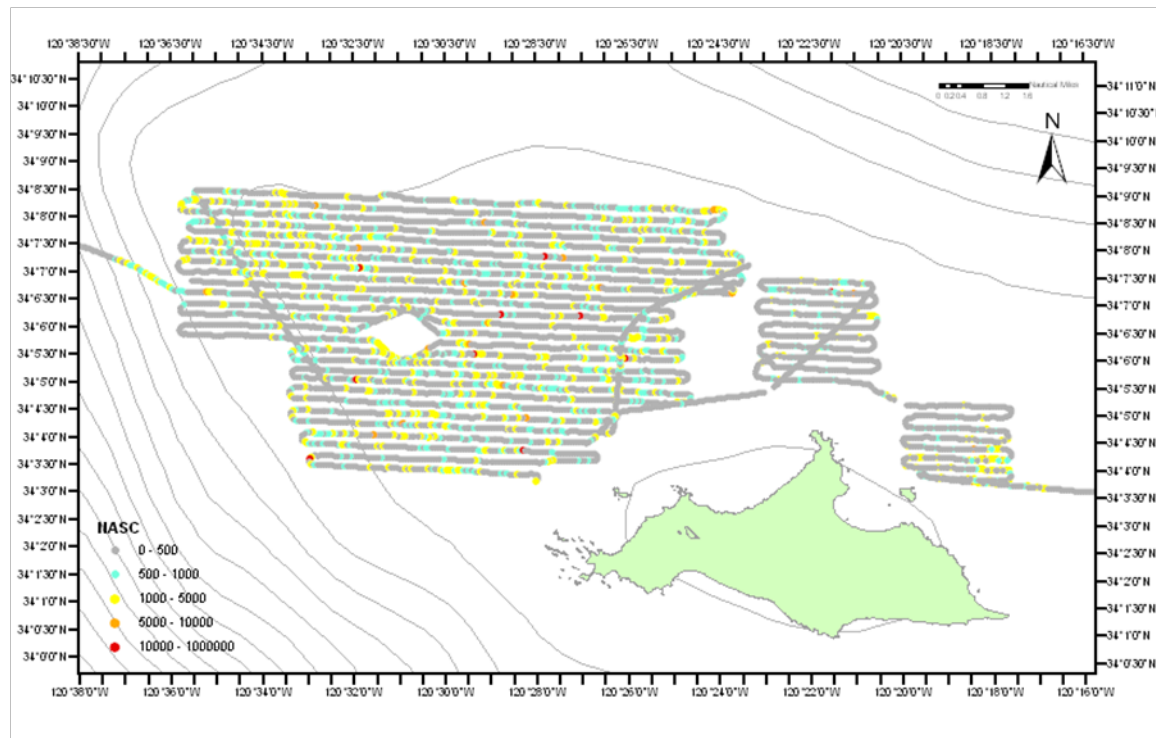 120°38'30"W 120°36'30"W 120°34'30"W 120°32'30"W 120°30'30"W 120°28'30"W 120°26'30"W 120°24'30"W 120°22'30"W 120°20'30"W 120°18'30"W 120°16'30"W
34°10'30"N
34°10'0"N
34°9'30"N
34°9'0"N
34°8'30"N
34°8'0"N
34°7'30"N
34°7'0"N
34°6'30"N
34°6'0"N
34°5'30"N
34°5'0"N
34°4'30"N
34°4'0"N
34°3'30"N
34°3'0"N
34°2'30"N
34°2'0"N
34°1'30"N
34°1'0"N
34°0'30"N
34°0'0"N
Nautical Miles
0 0.2 0.4 0.8 1.2 1.6
N
34°11'0"N
34°10'30"N
34°10'0"N
34°9'30"N
34°9'0"N
34°8'30"N
34°8'0"N
34°7'30"N
34°7'0"N
34°6'30"N
34°6'0"N
34°5'30"N
34°5'0"N
34°4'30"N
34°4'0"N
34°3'30"N
34°3'0"N
34°2'30"N
34°2'0"N
34°1'30"N
34°1'0"N
34°0'30"N
NASC
0 - 500
500 - 1000
1000 - 5000
5000 - 10000
10000 - 1000000
120°38'0"W 120°36'0"W 120°34'0"W 120°32'0"W 120°30'0"W 120°28'0"W 120°26'0"W 120°24'0"W 120°22'0"W 120°20'0"W 120°18'0"W 120°16'0"W